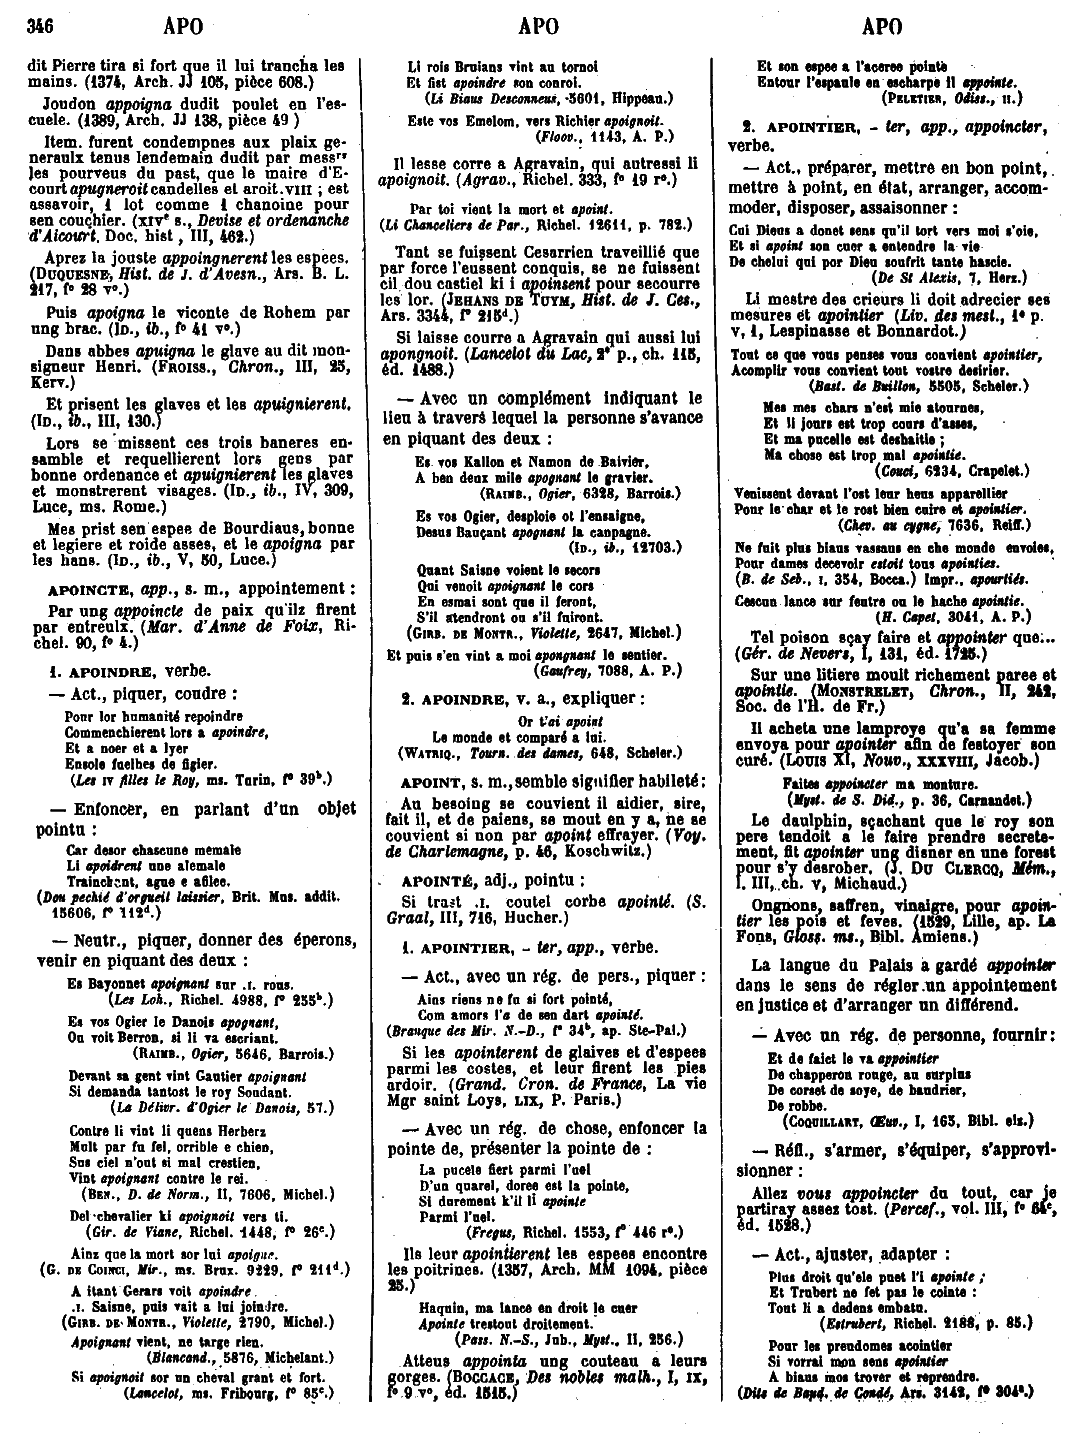 346 APO APO APO
dit Pierre tira si fort que il lui trancha les
mains. (1374, Arch. JJ 105, pièce 608.)
Joudon appoigna dudit poulet en l'es-
cuele. (1389, Arch. JJ 138, pièce 49)
Item. furent condempnes aux plaix ge-
neraulx tenus lendemain dudit par messrs
les pourveus du past, que le maire d'E-
court apugneroit candelles et aroit.VIII ; est
assavoir, 1 lot comme 1 chanoine pour
sen couchier. (XIVe s., Devise et ordenanche
d'Aicourt. Doc. hist, III, 462.)
Aprez la jouste appoingnerent les espees.
(DUQUESNE, Hist. de J. d'Avesn., Ars. B. L.
217, fo 28 vo.)
Puis apoigna le viconte de Rohem par
ung brac. (ID., ib., fo 41 vo.)
Dans abbes apuigna le glave au dit mon-
signeur Henri. (FROISS., Chron., III, 25,
Kerv.)
Et prisent les glaves et les apuignierent.
(ID., ib., III, 130.)
Lors se missent ces trois baneres en-
samble et requellierent lors gens par
bonne ordenance et apuignierent les glaves
et monstrerent visages. (ID., ib., IV, 309,
Luce, ms. Rome.)
Mes prist sen espee de Bourdiaus, bonne
et legiere et roide asses, et le apoigna par
les hans. (ID., ib., V, 50, Luce.)
APOINCTE, app., s. m., appointement :
Par ung appoincte de paix qu'ilz firent
par entreulx. (Mar. d'Anne de Foix, Ri-
chel. 90, fo 4.)
1. APOINDRE, verbe.
— Act., piquer, coudre :
Pour lor humanité repoindre
Commenchierent lors a apoindre,
Et a noer et a lyer
Ensole fuelhes de figier.
(Les IV filles le Roy, ms. Turin, fo 39b.)
— Enfoncer, en parlant d'un objet
pointu :
Car desor chascune memale
Li apoidrent une alemale
Trainchant, ague e afilee.
(Dou pechié d'orgueil laissier, Brit. Mus. addit.
15606, fo 112d.)
— Neutr., piquer, donner des éperons,
venir en piquant des deux :
Es Bayonnet apoignant sur .I. rous.
(Les Loh., Richel. 4988, fo 255b.)
Es vos Ogier le Danois apognant,
Ou voit Berron, si li va escriant.
(RAIMB., Ogier, 5646, Barrois.)
Devant sa gent vint Gautier apoignant
Si demanda tantost le roy Soudant.
(La Délivr. d'Ogier le Danois, 57.)
Contre li vint li quens Herberz
Mult par fu fel, orrible e chien,
Sus ciel n'out si mal crestien,
Vint apoignant contre le rei.
(BEN., D. de Norm., II, 7606, Michel.)
Del chevalier ki apoignoit vers ti.
(Gir. de Viane, Richel. 1448, fo 26c.)
Ainz que la mort sor lui apoigne.
(G. DE COINCI, Mir., ms. Brux. 9229, fo 211d.)
A itant Gerars voit apoindre
.I. Saisne, puis vait a lui joindre.
(GIRB. DE MONTR., Violette, 2790, Michel.)
Apoignant vient, ne targe rien.
(Blancand., 5876, Michelant.)
Si apoignoit sor un cheval grant et fort.
(Lancelot, ms. Fribourg, fo 85c.)
Li rois Bruians vint au tornoi
Et fist apoindre son conroi.
(Li Biaus Desconneus, 5601, Hippeau.)
Este vos Emelom, vers Richier apoignoit.
(Floov., 1143, A. P.)
Il lesse corre a Agravain, qui autressi li
apoignoit. (Agrav., Richel. 333, fo 19 ro.)
Par toi vient la mort et apoint.
(Li Chanceliers de Par., Richel. 12611, p. 782.)
Tant se fuissent Cesarrien traveillié que
par force l'eussent conquis, se ne fuissent
cil dou castiel ki i apoinsent pour secourre
les lor. (JEHANS DE TUYM, Hist. de J. Ces.,
Ars. 3344, fo 215d.)
Si laisse courre a Agravain qui aussi lui
apongnoit. (Lancelot du Lac, 2e p., ch. 115,
éd. 1488.)
— Avec un complément indiquant le
lieu à travers lequel la personne s'avance
en piquant des deux :
Es vos Kallon et Namon de Baivier,
A ben deux mile apognant le gravier.
(RAIMB., Ogier, 6328, Barrois.)
Es vos Ogier, desploie ot l'ensaigne,
Desus Bauçant apognant la canpagne.
(ID., ib., 12703.)
Quant Saisne voient le secors
Qui venoit apoignant le cors
En esmai sont que il feront,
S'il atendront ou s'il fuiront.
(GIRB. DE MONTR., Violette, 2647, Michel.)
Et puis s'en vint a moi apongnant le sentier.
(Gaufrey, 7088, A. P.)
2. APOINDRE, v. a., expliquer :
Or t'ai apoint
Le monde et comparé a lui.
(WATRIQ., Tourn. des dames, 648, Scheler.)
APOINT, s. m., semble signifier habileté :
Au besoing se couvient il aidier, sire,
fait il, et de paiens, se mout en y a, ne se
couvient si non par apoint effrayer. (Voy.
de Charlemagne, p. 46, Koschwitz.)
APOINTÉ, adj., pointu :
Si trast .I. coutel corbe apointé. (S.
Graal, III, 716, Hucher.)
1. APOINTIER, - ter, app., verbe.
— Act., avec un rég. de pers., piquer :
Ains riens ne fu si fort pointé,
Com amors l'a de sen dart apointé.
(Branque des Mir. N.-D., fo 34b, ap. Ste-Pal.)
Si les apointerent de glaives et d'espees
parmi les costes, et leur firent les pies
ardoir. (Grand. Cron. de France, La vie
Mgr saint Loys, LIX, P. Paris.)
— Avec un rég. de chose, enfoncer la
pointe de, présenter la pointe de :
La pucele fiert parmi l'uel
D'un quarel, doree est la pointe,
Si durement k'il li apointe
Parmi l'uel.
(Fregus, Richel. 1553, fo 446 ro.)
Ils leur apointierent les espees encontre
les poitrines. (1357, Arch. MM 1094, pièce
25.)
Haquin, ma lance en droit le cuer
Apointe trestout droitement.
(Pass. N.-S., Jub., Myst., II, 256.)
Atteus appointa ung couteau a leurs
gorges. (BOCCACE, Des nobles malh., I, IX,
fo 9 vo, éd. 1515.)
Et son espee a l'aceree pointe
Entour l'espaule en escharpe il appointe.
(PELETIER, Odiss., II.)
2. APOINTIER, - ter, app., appoincter,
verbe.
— Act., préparer, mettre en bon point,
mettre à point, en état, arranger, accom-
moder, disposer, assaisonner :
Cui Dieus a donet sens qu'il tort vers moi s'oie,
Et si apoint son cuer a entendre la vie
De chelui qui por Dieu soufrit tante hascie.
(De St Alexis, 7, Herz.)
Li mestre des crieurs li doit adrecier ses
mesures et apointier (Liv. des mest., 1e p.
V, 1, Lespinasse et Bonnardot.)
Tout ce que vous penses vous convient apointier,
Acomplir vous convient tout vostre desirier.
(Bast. de Buillon, 5505, Scheler.)
Mes mes chars n'est mie atournes,
Et li jours est trop cours d'asses,
Et ma pucelle est deshaitie ;
Ma chose est trop mal apointie.
(Couci, 6234, Crapelet.)
Venissent devant l'ost leur heus appareillier
Pour le char et le rost bien cuire et apointier.
(Chev. au cygne, 7636, Reiff.)
Ne fuit plus biaus vassaus en che monde envoies,
Pour dames decevoir estoit tous apointies.
(B. de Seb., I, 354, Bocca.) Impr., apourtiés.
Cescun lance sur feutre ou le hache apointie.
(H. Capet, 3041, A. P.)
Tel poison sçay faire et appointer que...
(Gér. de Nevers, I, 131, éd. 1725.)
Sur une litiere moult richement paree et
apointie. (MONSTRELET, Chron., II, 242,
Soc. de l'H. de Fr.)
Il acheta une lamproye qu'a sa femme
envoya pour apointer afin de festoyer son
curé. (LOUIS XI, Nouv., XXXVIII, Jacob.)
Faites appoincter ma monture.
(Myst. de S. Did., p. 36, Carnandet.)
Le daulphin, sçachant que le roy son
pere tendoit a le faire prendre secrete-
ment, fit apointer ung disner en une forest
pour s'y desrober. (J. DU CLERCQ, Mém.,
l. III, ch. V, Michaud.)
Ongnons, saffren, vinaigre, pour apoin-
tier les pois et feves. (1529, Lille, ap. La
Fons, Gloss. ms., Bibl. Amiens.)
La langue du Palais a gardé appointer
dans le sens de régler un appointement
en justice et d'arranger un différend.
— Avec un rég. de personne, fournir :
Et de faict le va appointier
De chapperon rouge, au surplus
De corset de soye, de baudrier,
De robbe.
(COQUILLART, Œuv., I, 165, Bibl. elz.)
— Réfl., s'armer, s'équiper, s'approvi-
sionner :
Allez vous appoincter du tout, car je
partiray assez tost. (Percef., vol. III, fo 64c,
éd. 1528.)
— Act., ajuster, adapter :
Plus droit qu'ele puet l'i apointe ;
Et Trubert ne fet pas le cointe :
Tout li a dedens embatu.
(Estrubert, Richel. 2188, p. 85.)
Pour les preudomes acointier
Si vorrai mon sens apointier
A biaus mos trover et reprendre.
(Dits de Baud. de Condé, Ars. 3142, fo 304a.)